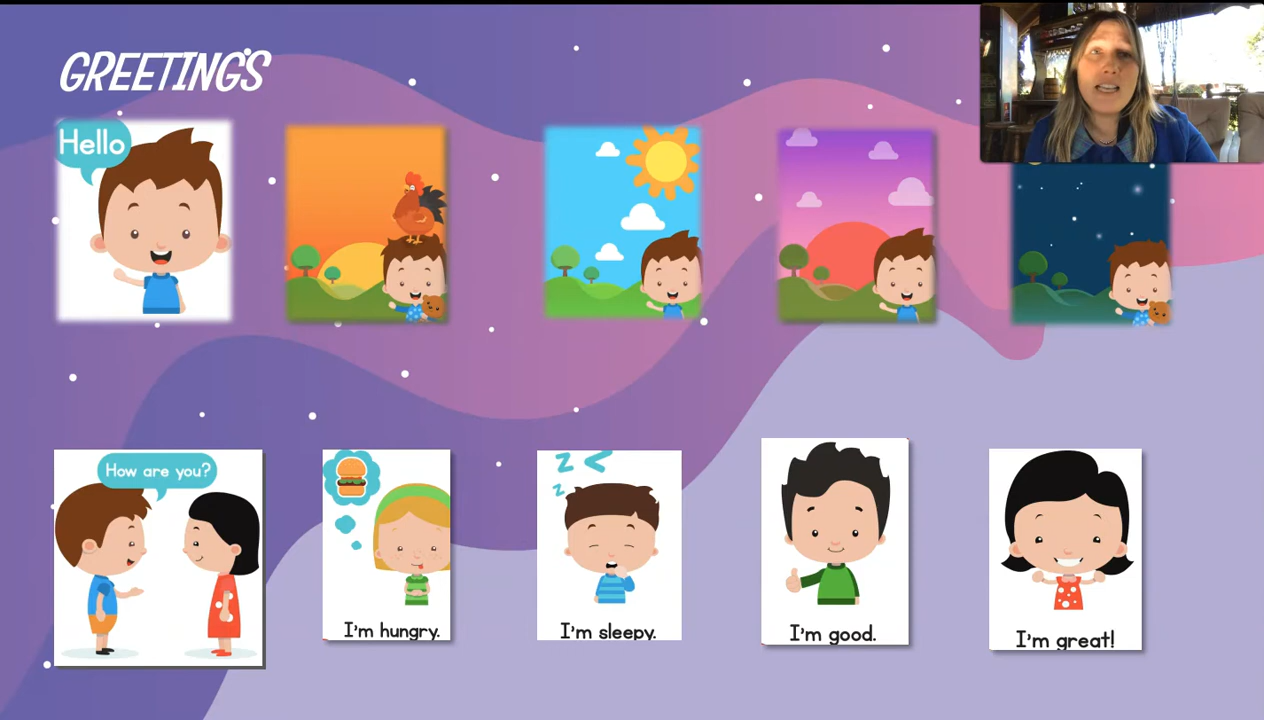 GREETINGS
Hello
How are you?
z
z
I'm hungry.
I'm sleepy.
I'm good.
I'm great!